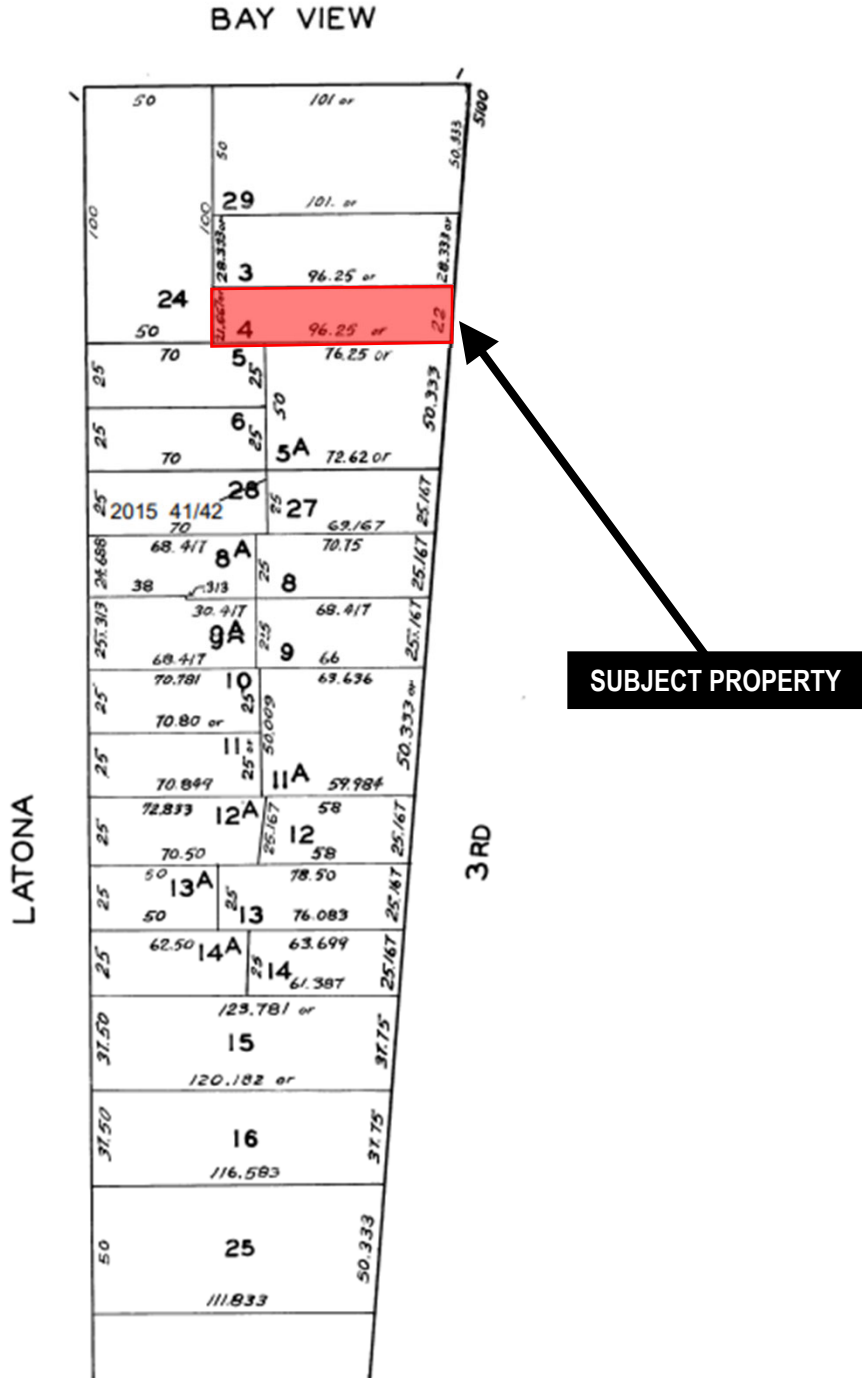 BAY VIEW
1 1
50 101 or
5100
50 50.333
29 101. or
100 100
28.333 or 3 96.25 or 28.333 or
24
50
21.667 or 4 96.25 or 22
70 5 76.25 or
25 25
50 50.333
6
25 25
70 5A 72.62 or
28
25 2015 41/42 25 27 25.167
70 69.167
68.417 8A 70.75
24.688 25 8 25.167
38 .313
30.417 68.417
25.313 9A 25 9 25.167
68.417 66
70.781 10 63.636
25 25
70.80 or 50.009 50.333 or
11 or
25 25
70.849 11A 59.984
SUBJECT PROPERTY
72.833 12A 58
25 25.167 12 25.167
70.50 58
LATONA
3RD
50 13A 78.50
25 25 13 25.167
50 76.083
62.50 14A 63.699
25 25 14 25.167
61.387
123.781 or
37.50 15 37.75
120.182 or
37.50 16 37.75
116.583
50 25 50.333
111.833